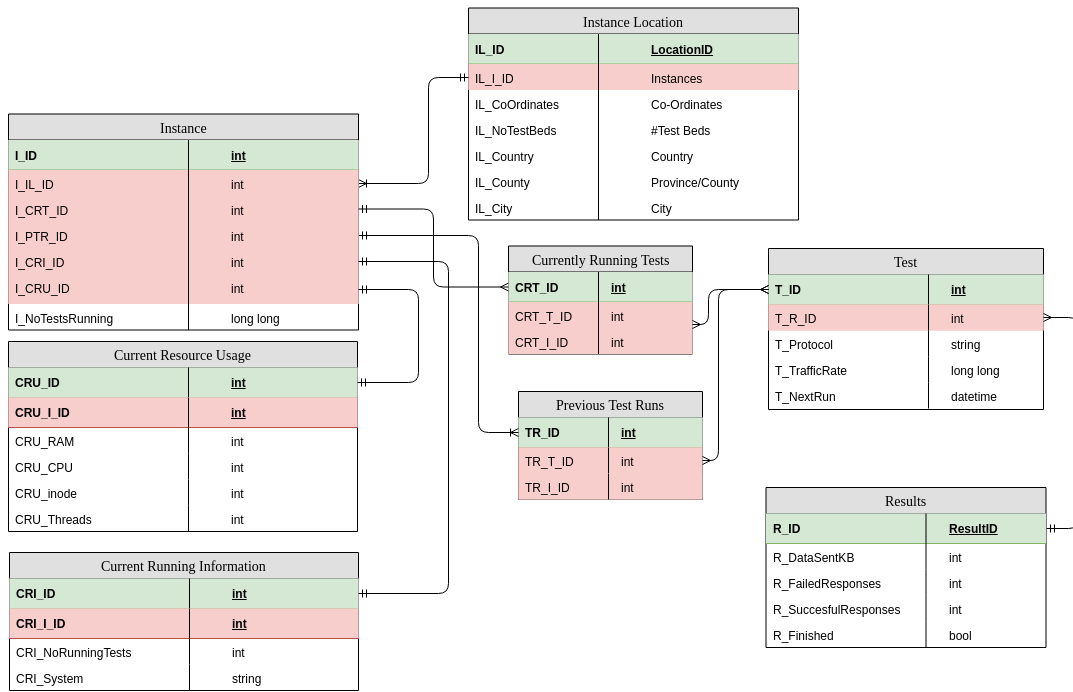 Instance Location
IL_ID LocationID
IL_I_ID Instances
IL_CoOrdinates Co-Ordinates
IL_NoTestBeds #Test Beds
IL_Country Country
IL_County Province/County
IL_City City
Instance
I_ID int
I_IL_ID int
I_CRT_ID int
I_PTR_ID int
I_CRI_ID int
I_CRU_ID int
I_NoTestsRunning long long
Currently Running Tests
CRT_ID int
CRT_T_ID int
CRT_I_ID int
Test
T_ID int
T_R_ID int
T_Protocol string
T_TrafficRate long long
T_NextRun datetime
Current Resource Usage
CRU_ID int
CRU_I_ID int
CRU_RAM int
CRU_CPU int
CRU_inode int
CRU_Threads int
Previous Test Runs
TR_ID int
TR_T_ID int
TR_I_ID int
Results
R_ID ResultID
R_DataSentKB int
R_FailedResponses int
R_SuccesfulResponses int
R_Finished bool
Current Running Information
CRI_ID int
CRI_I_ID int
CRI_NoRunningTests int
CRI_System string